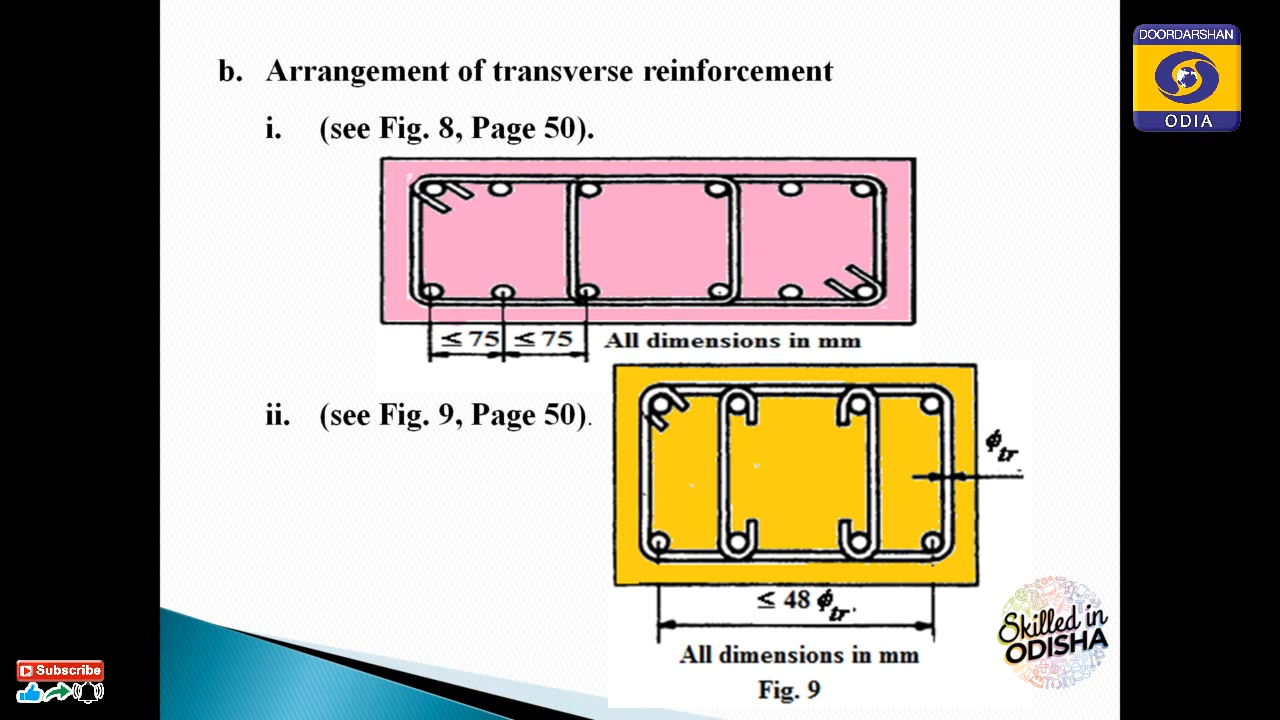 DOORDARSHAN
ODIA
b. Arrangement of transverse reinforcement
i. (see Fig. 8, Page 50).
≤ 75 ≤ 75 All dimensions in mm
ii. (see Fig. 9, Page 50).
ϕtr
≤ 48 ϕtr.
All dimensions in mm
Fig. 9
Skilled in
ODISHA
Subscribe